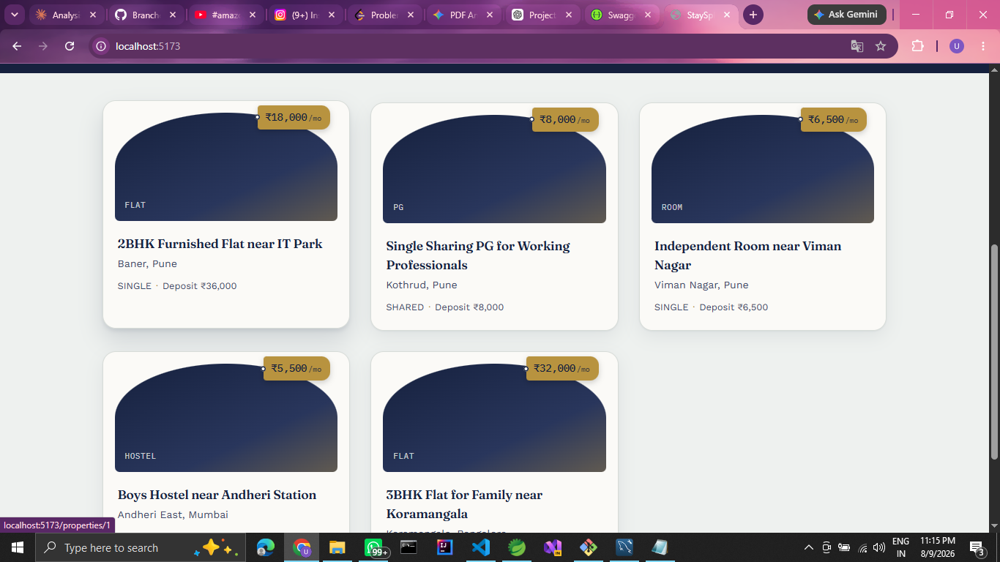 Analysi
Branch
#amaz
(9+) In
Probler
PDF Ar
Project
Swagg
StaySp
Ask Gemini
localhost:5173
U
₹18,000/mo
FLAT
2BHK Furnished Flat near IT Park
Baner, Pune
SINGLE · Deposit ₹36,000
₹8,000/mo
PG
Single Sharing PG for Working
Professionals
Kothrud, Pune
SHARED · Deposit ₹8,000
₹6,500/mo
ROOM
Independent Room near Viman
Nagar
Viman Nagar, Pune
SINGLE · Deposit ₹6,500
₹5,500/mo
HOSTEL
Boys Hostel near Andheri Station
Andheri East, Mumbai
₹32,000/mo
FLAT
3BHK Flat for Family near
Koramangala
Koramangala, Bangalore
localhost:5173/properties/1
Type here to search
99+
ENG
IN
11:15 PM
8/9/2026
3